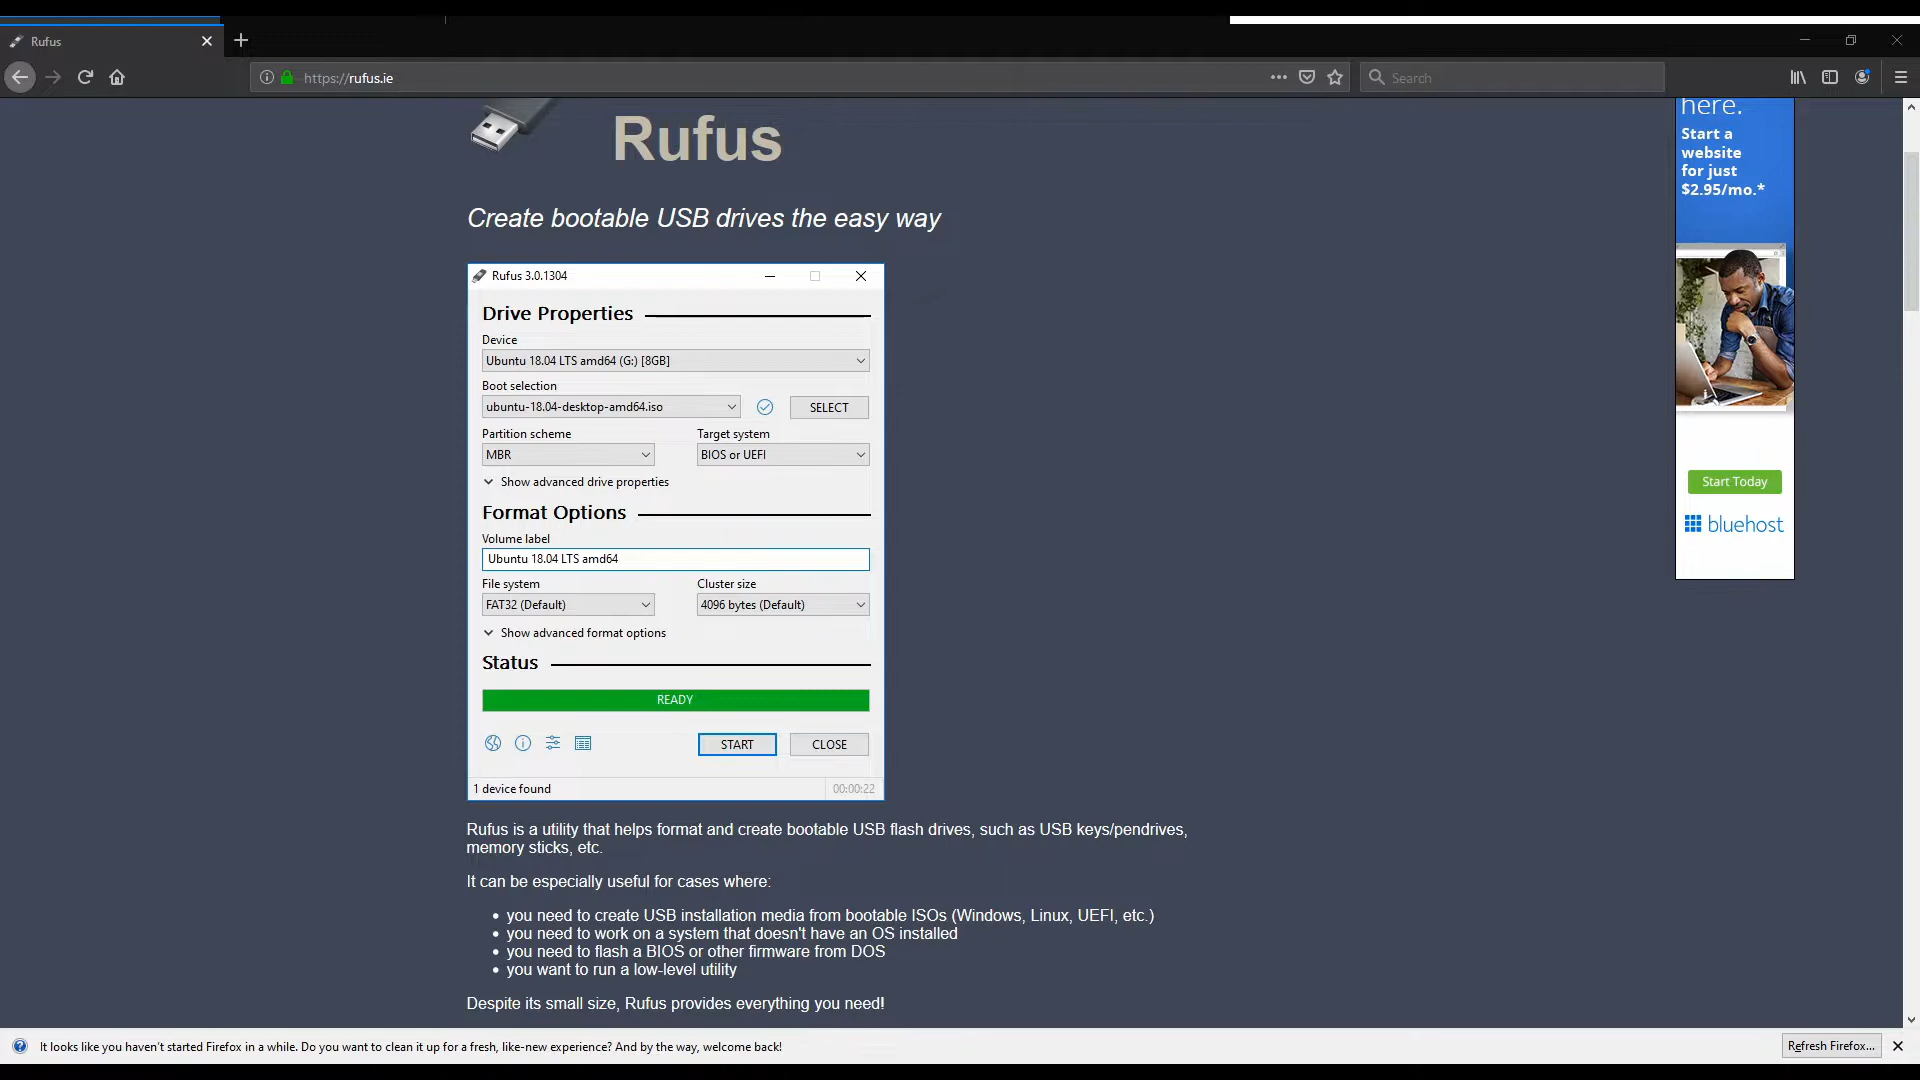 Rufus
https://rufus.ie
Search
Rufus
Create bootable USB drives the easy way
here.
Start a
website
for just
$2.95/mo.*
Start Today
bluehost
Rufus 3.0.1304
Drive Properties
Device
Ubuntu 18.04 LTS amd64 (G:) [8GB]
Boot selection
ubuntu-18.04-desktop-amd64.iso
SELECT
Partition scheme
Target system
MBR
BIOS or UEFI
Show advanced drive properties
Format Options
Volume label
Ubuntu 18.04 LTS amd64
File system
Cluster size
FAT32 (Default)
4096 bytes (Default)
Show advanced format options
Status
READY
START
CLOSE
1 device found
00:00:22
Rufus is a utility that helps format and create bootable USB flash drives, such as USB keys/pendrives,
memory sticks, etc.
It can be especially useful for cases where:
• you need to create USB installation media from bootable ISOs (Windows, Linux, UEFI, etc.)
• you need to work on a system that doesn't have an OS installed
• you need to flash a BIOS or other firmware from DOS
• you want to run a low-level utility
Despite its small size, Rufus provides everything you need!
It looks like you haven't started Firefox in a while. Do you want to clean it up for a fresh, like-new experience? And by the way, welcome back!
Refresh Firefox...